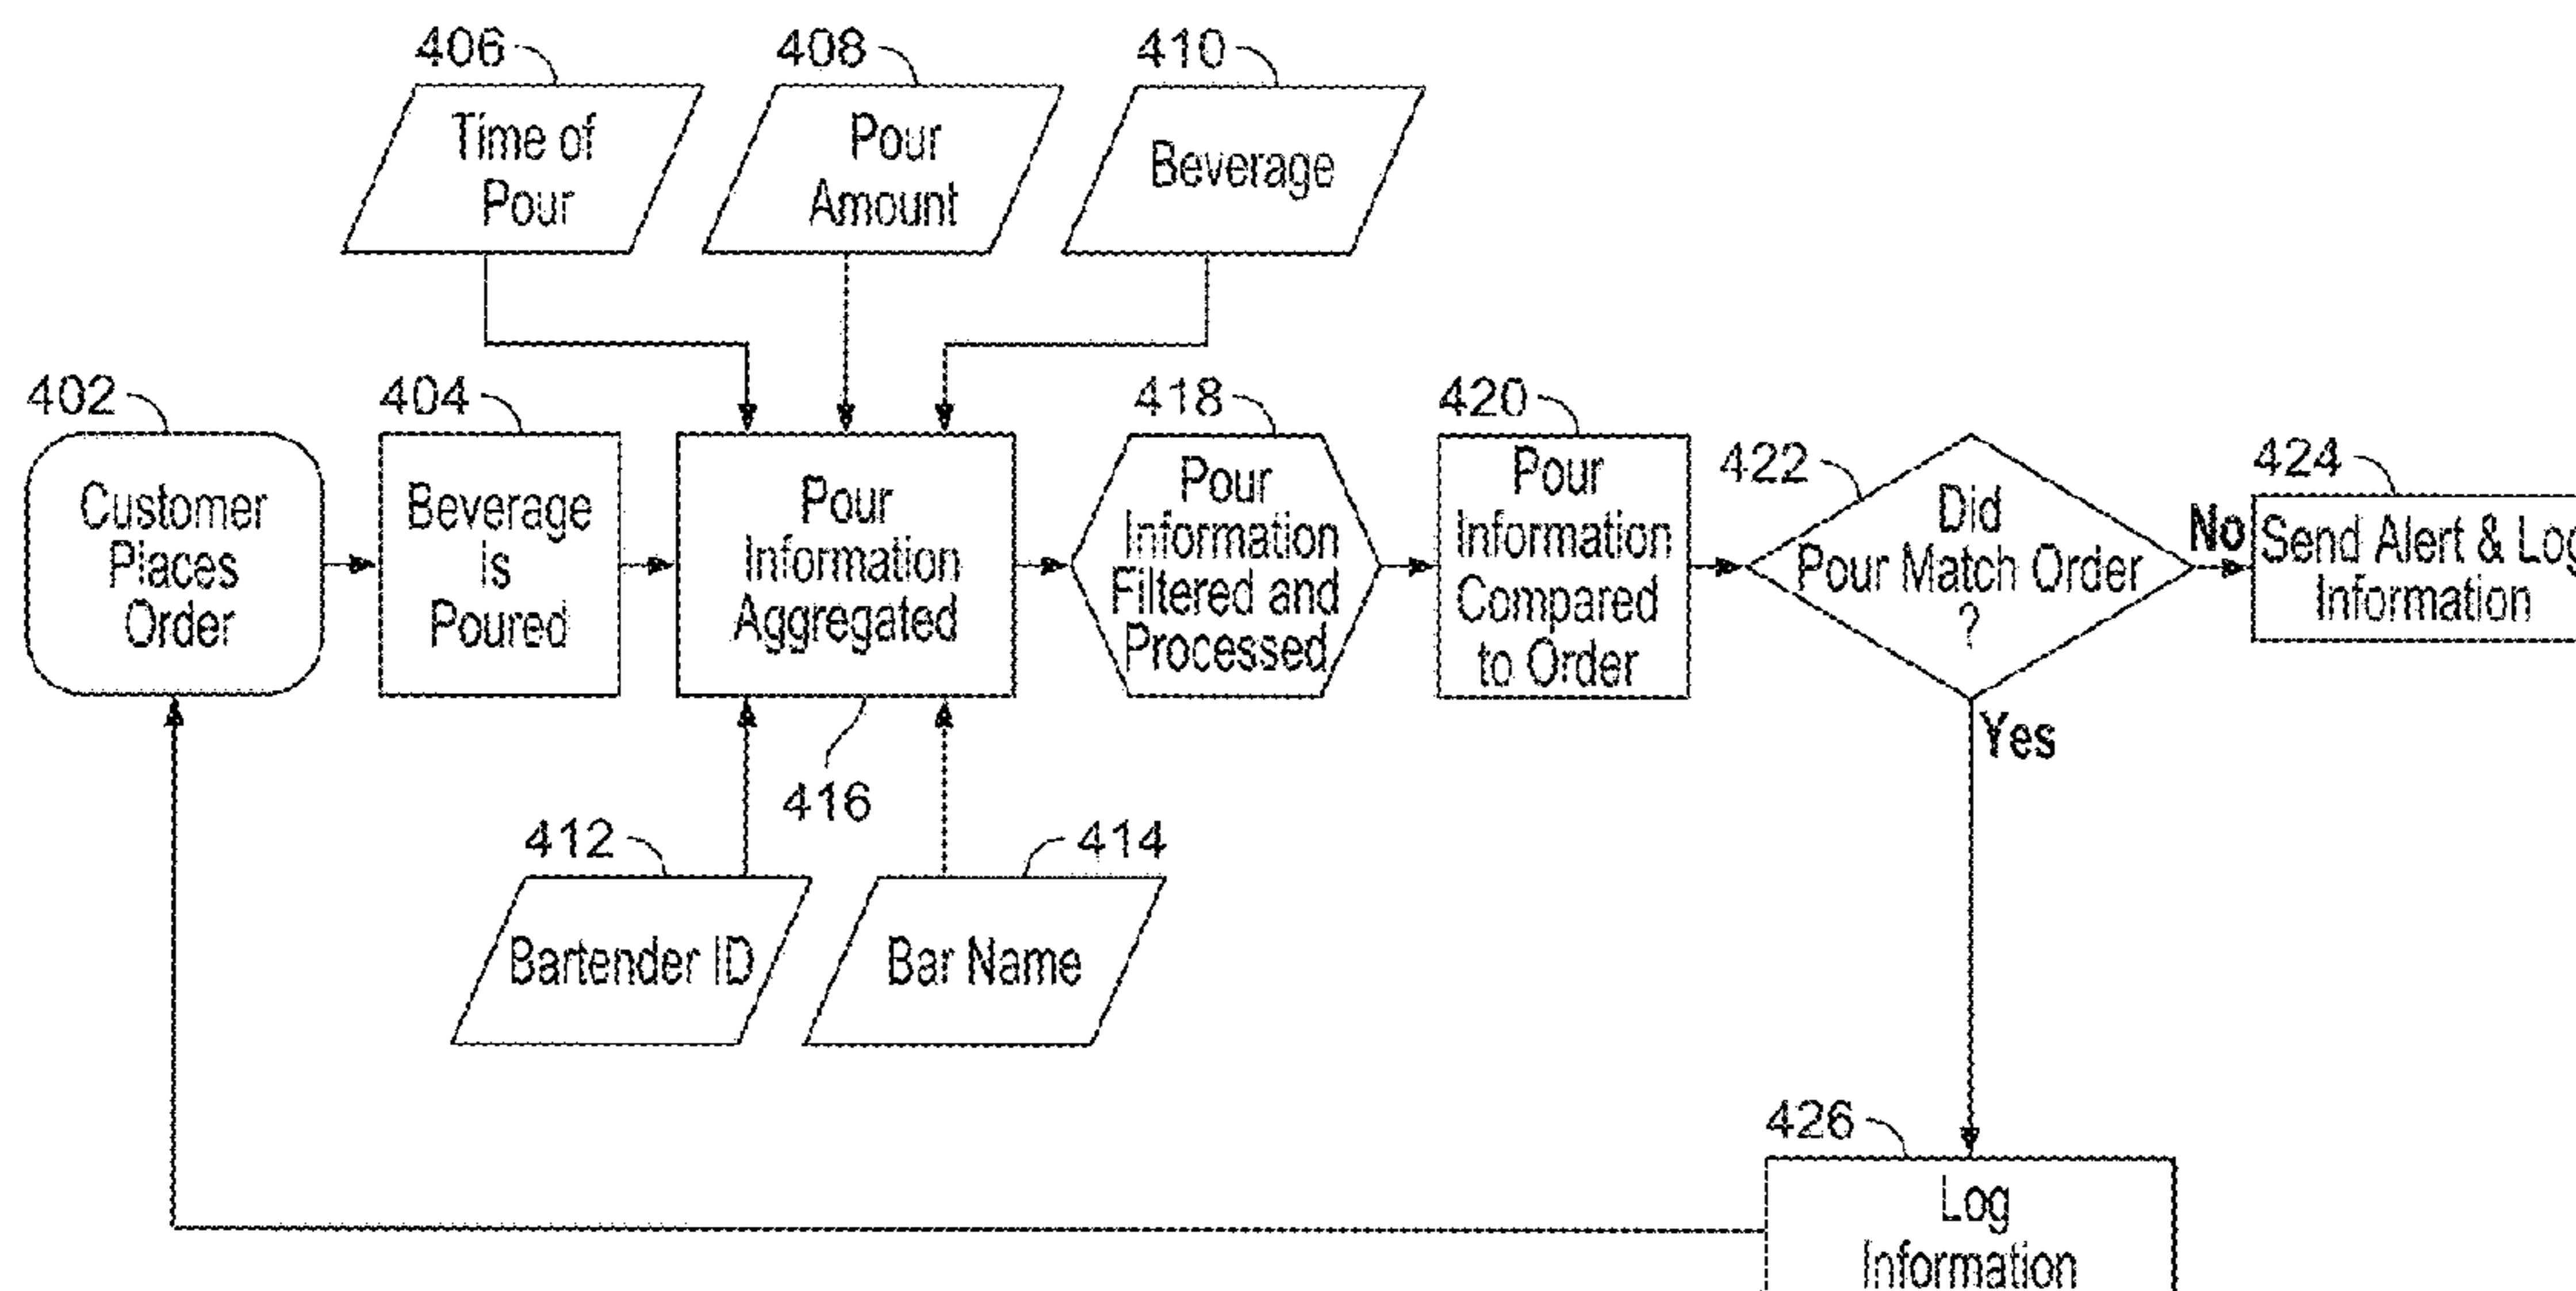 406
408
410
Time of
Pour
Pour
Amount
Beverage
402
404
418
420
422
424
Customer
Places
Order
Beverage
is
Poured
Pour
Information
Aggregated
Pour
Information
Filtered and
Processed
Pour
Information
Compared
to Order
Did
Pour Match Order
?
No
Send Alert & Log
Information
Yes
416
412
414
Bartender ID
Bar Name
426
Log
Information